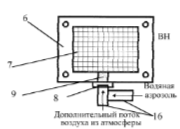 6
ВН
7
9
8
Водяная
аэрозоль
16
Дополнительный поток
воздуха из атмосферы